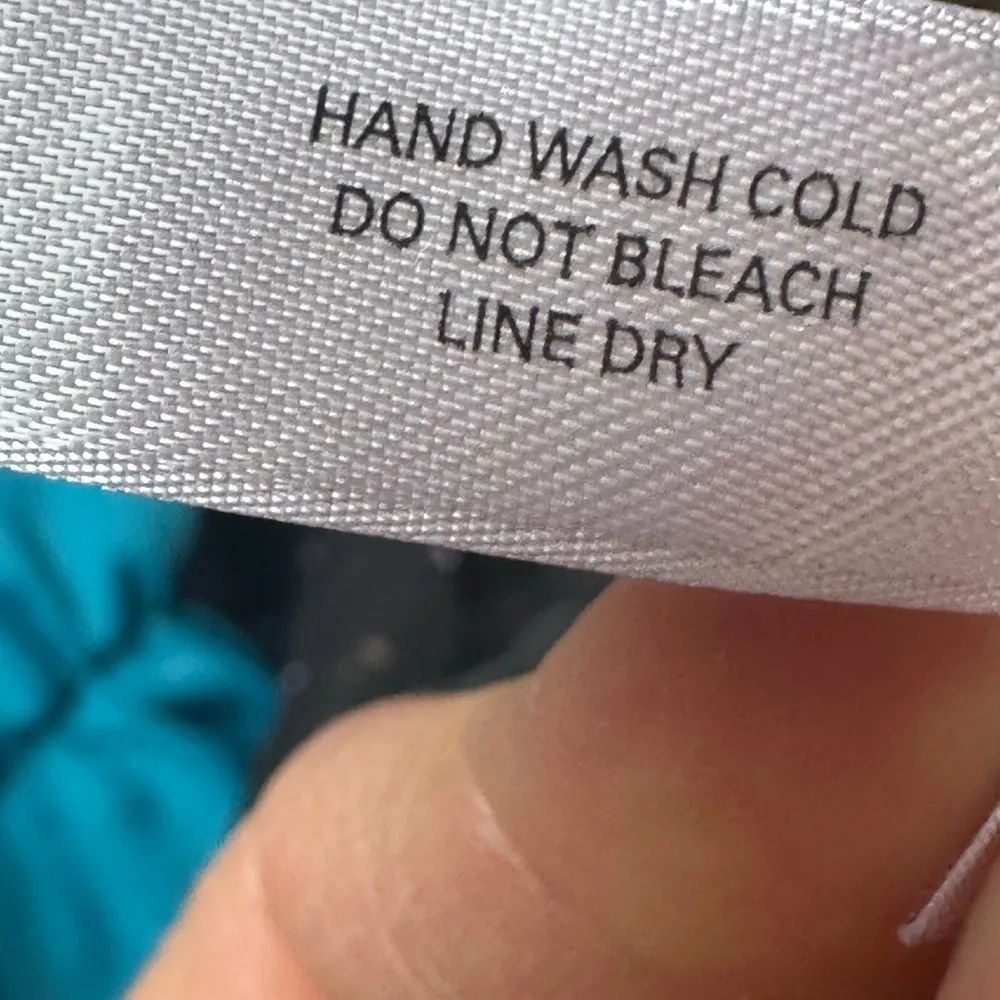 HAND WASH COLD
DO NOT BLEACH
LINE DRY